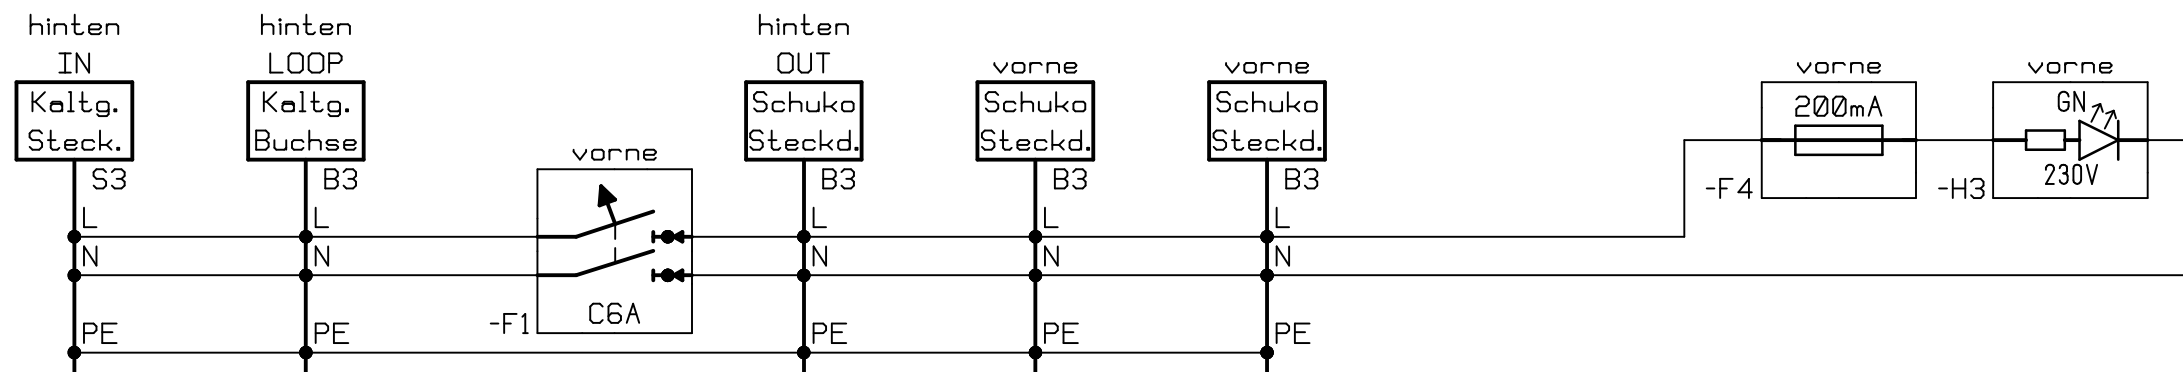 hinten
hinten
hinten
IN
LOOP
OUT
vorne
vorne
vorne
vorne
Kaltg.
Steck.
Kaltg.
Buchse
Schuko
Steckd.
Schuko
Steckd.
Schuko
Steckd.
200mA
GN
230V
vorne
S3
B3
B3
B3
B3
-F4
-H3
L
L
L
L
L
N
N
N
N
N
C6A
-F1
PE
PE
PE
PE
PE